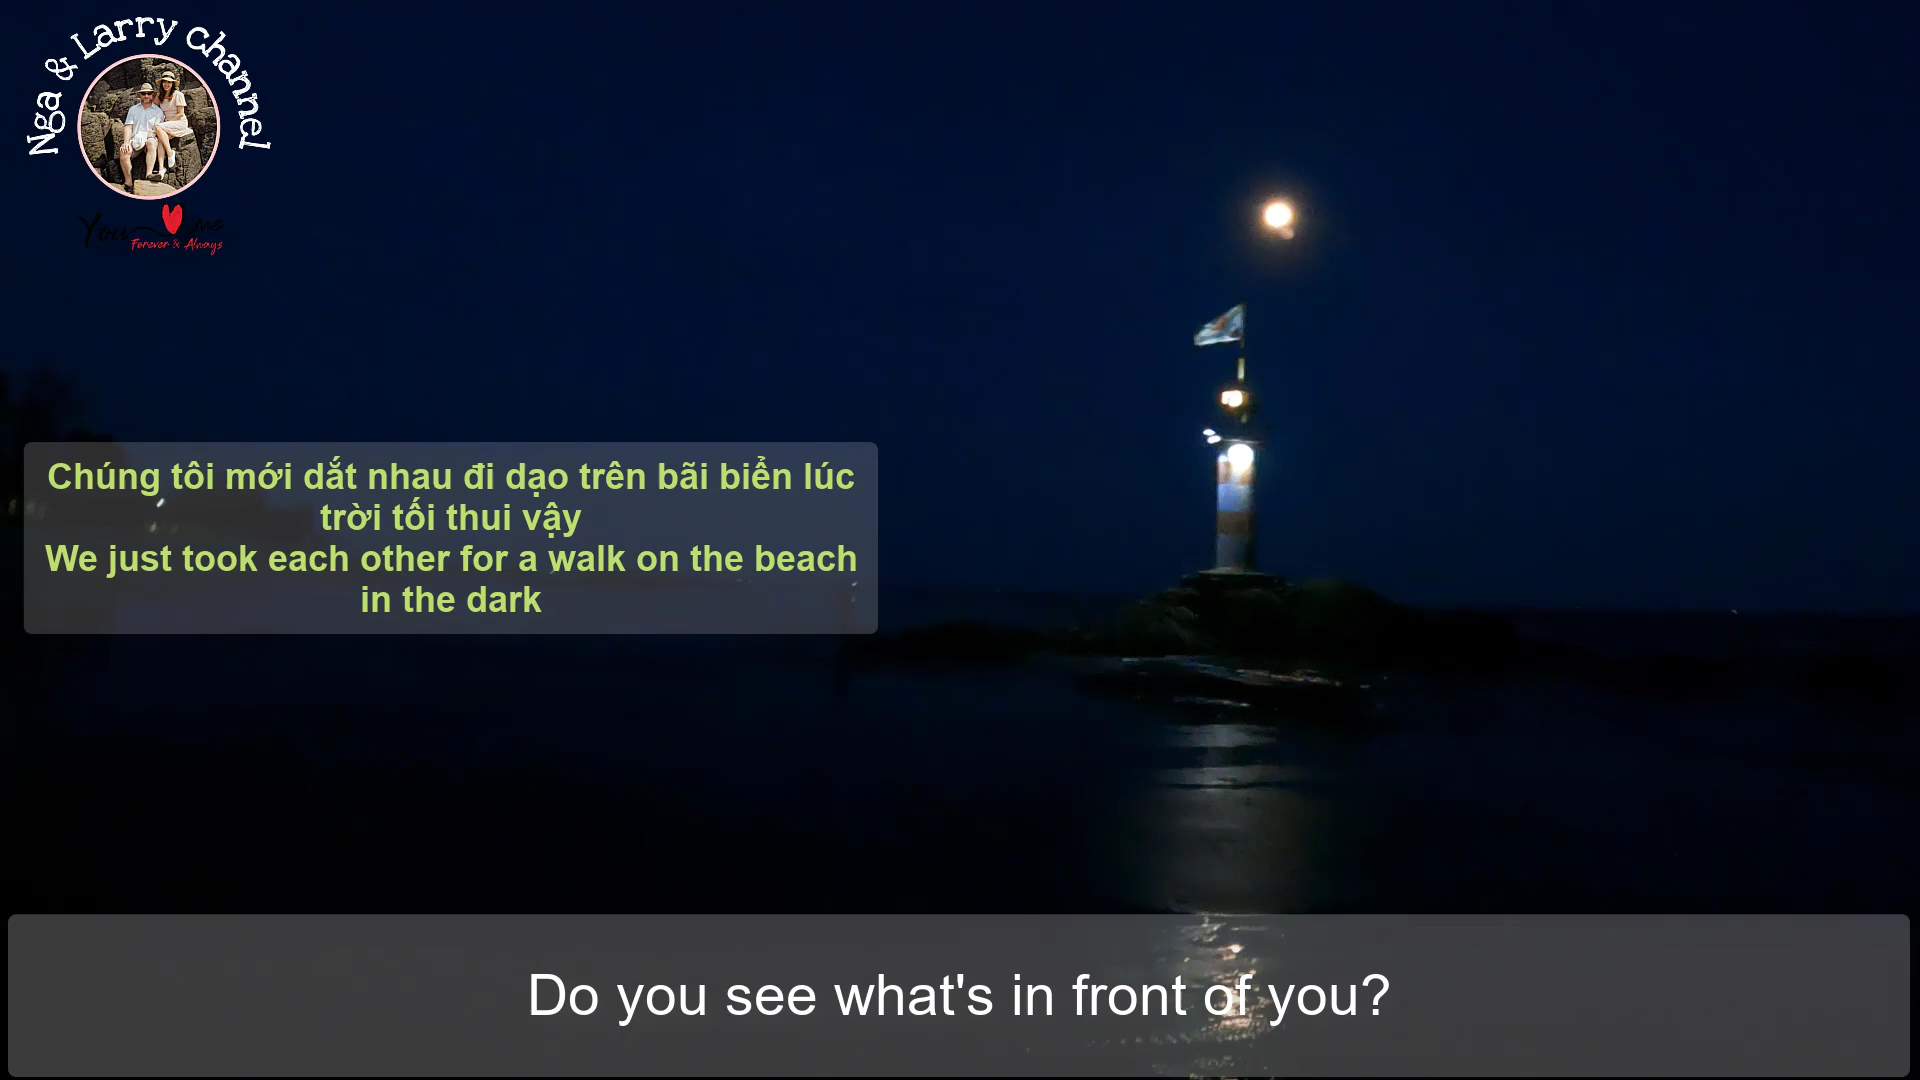 Nga & Larry channel
You me
Forever & Always
Chúng tôi mới dắt nhau đi dạo trên bãi biển lúc
trời tối thui vậy
We just took each other for a walk on the beach
in the dark
Do you see what's in front of you?